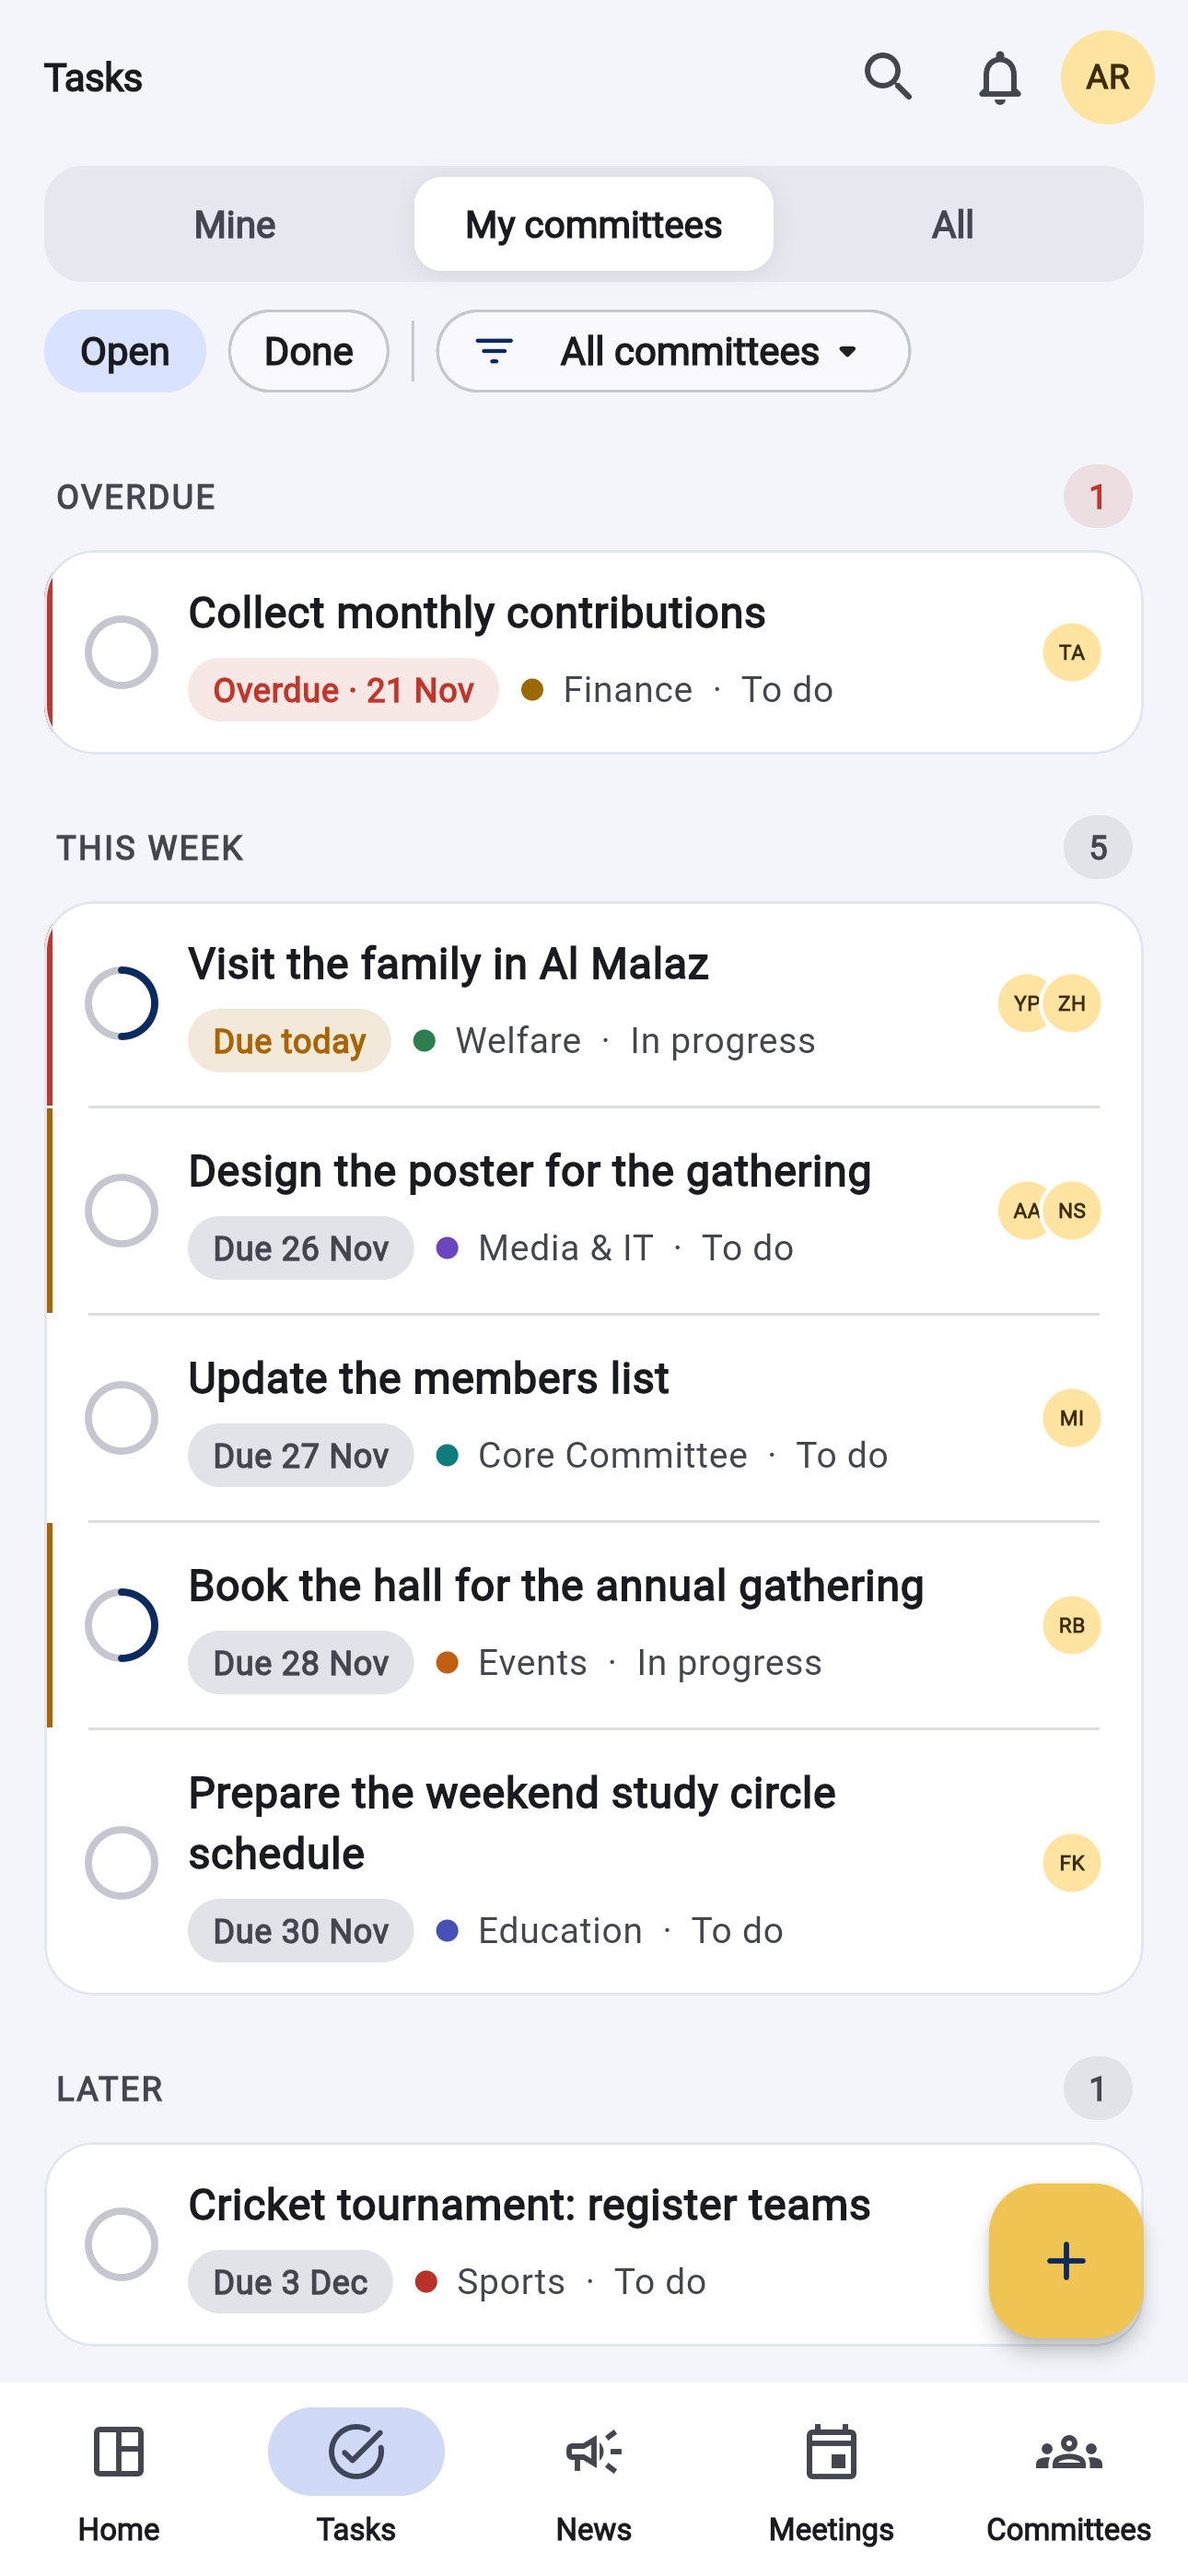 Tasks
AR
Mine
My committees
All
Open
Done
All committees
OVERDUE
1
Collect monthly contributions
Overdue · 21 Nov
Finance · To do
TA
THIS WEEK
5
Visit the family in Al Malaz
Due today
Welfare · In progress
YP
ZH
Design the poster for the gathering
Due 26 Nov
Media & IT · To do
AA
NS
Update the members list
Due 27 Nov
Core Committee · To do
MI
Book the hall for the annual gathering
Due 28 Nov
Events · In progress
RB
Prepare the weekend study circle
schedule
Due 30 Nov
Education · To do
FK
LATER
1
Cricket tournament: register teams
Due 3 Dec
Sports · To do
Home
Tasks
News
Meetings
Committees